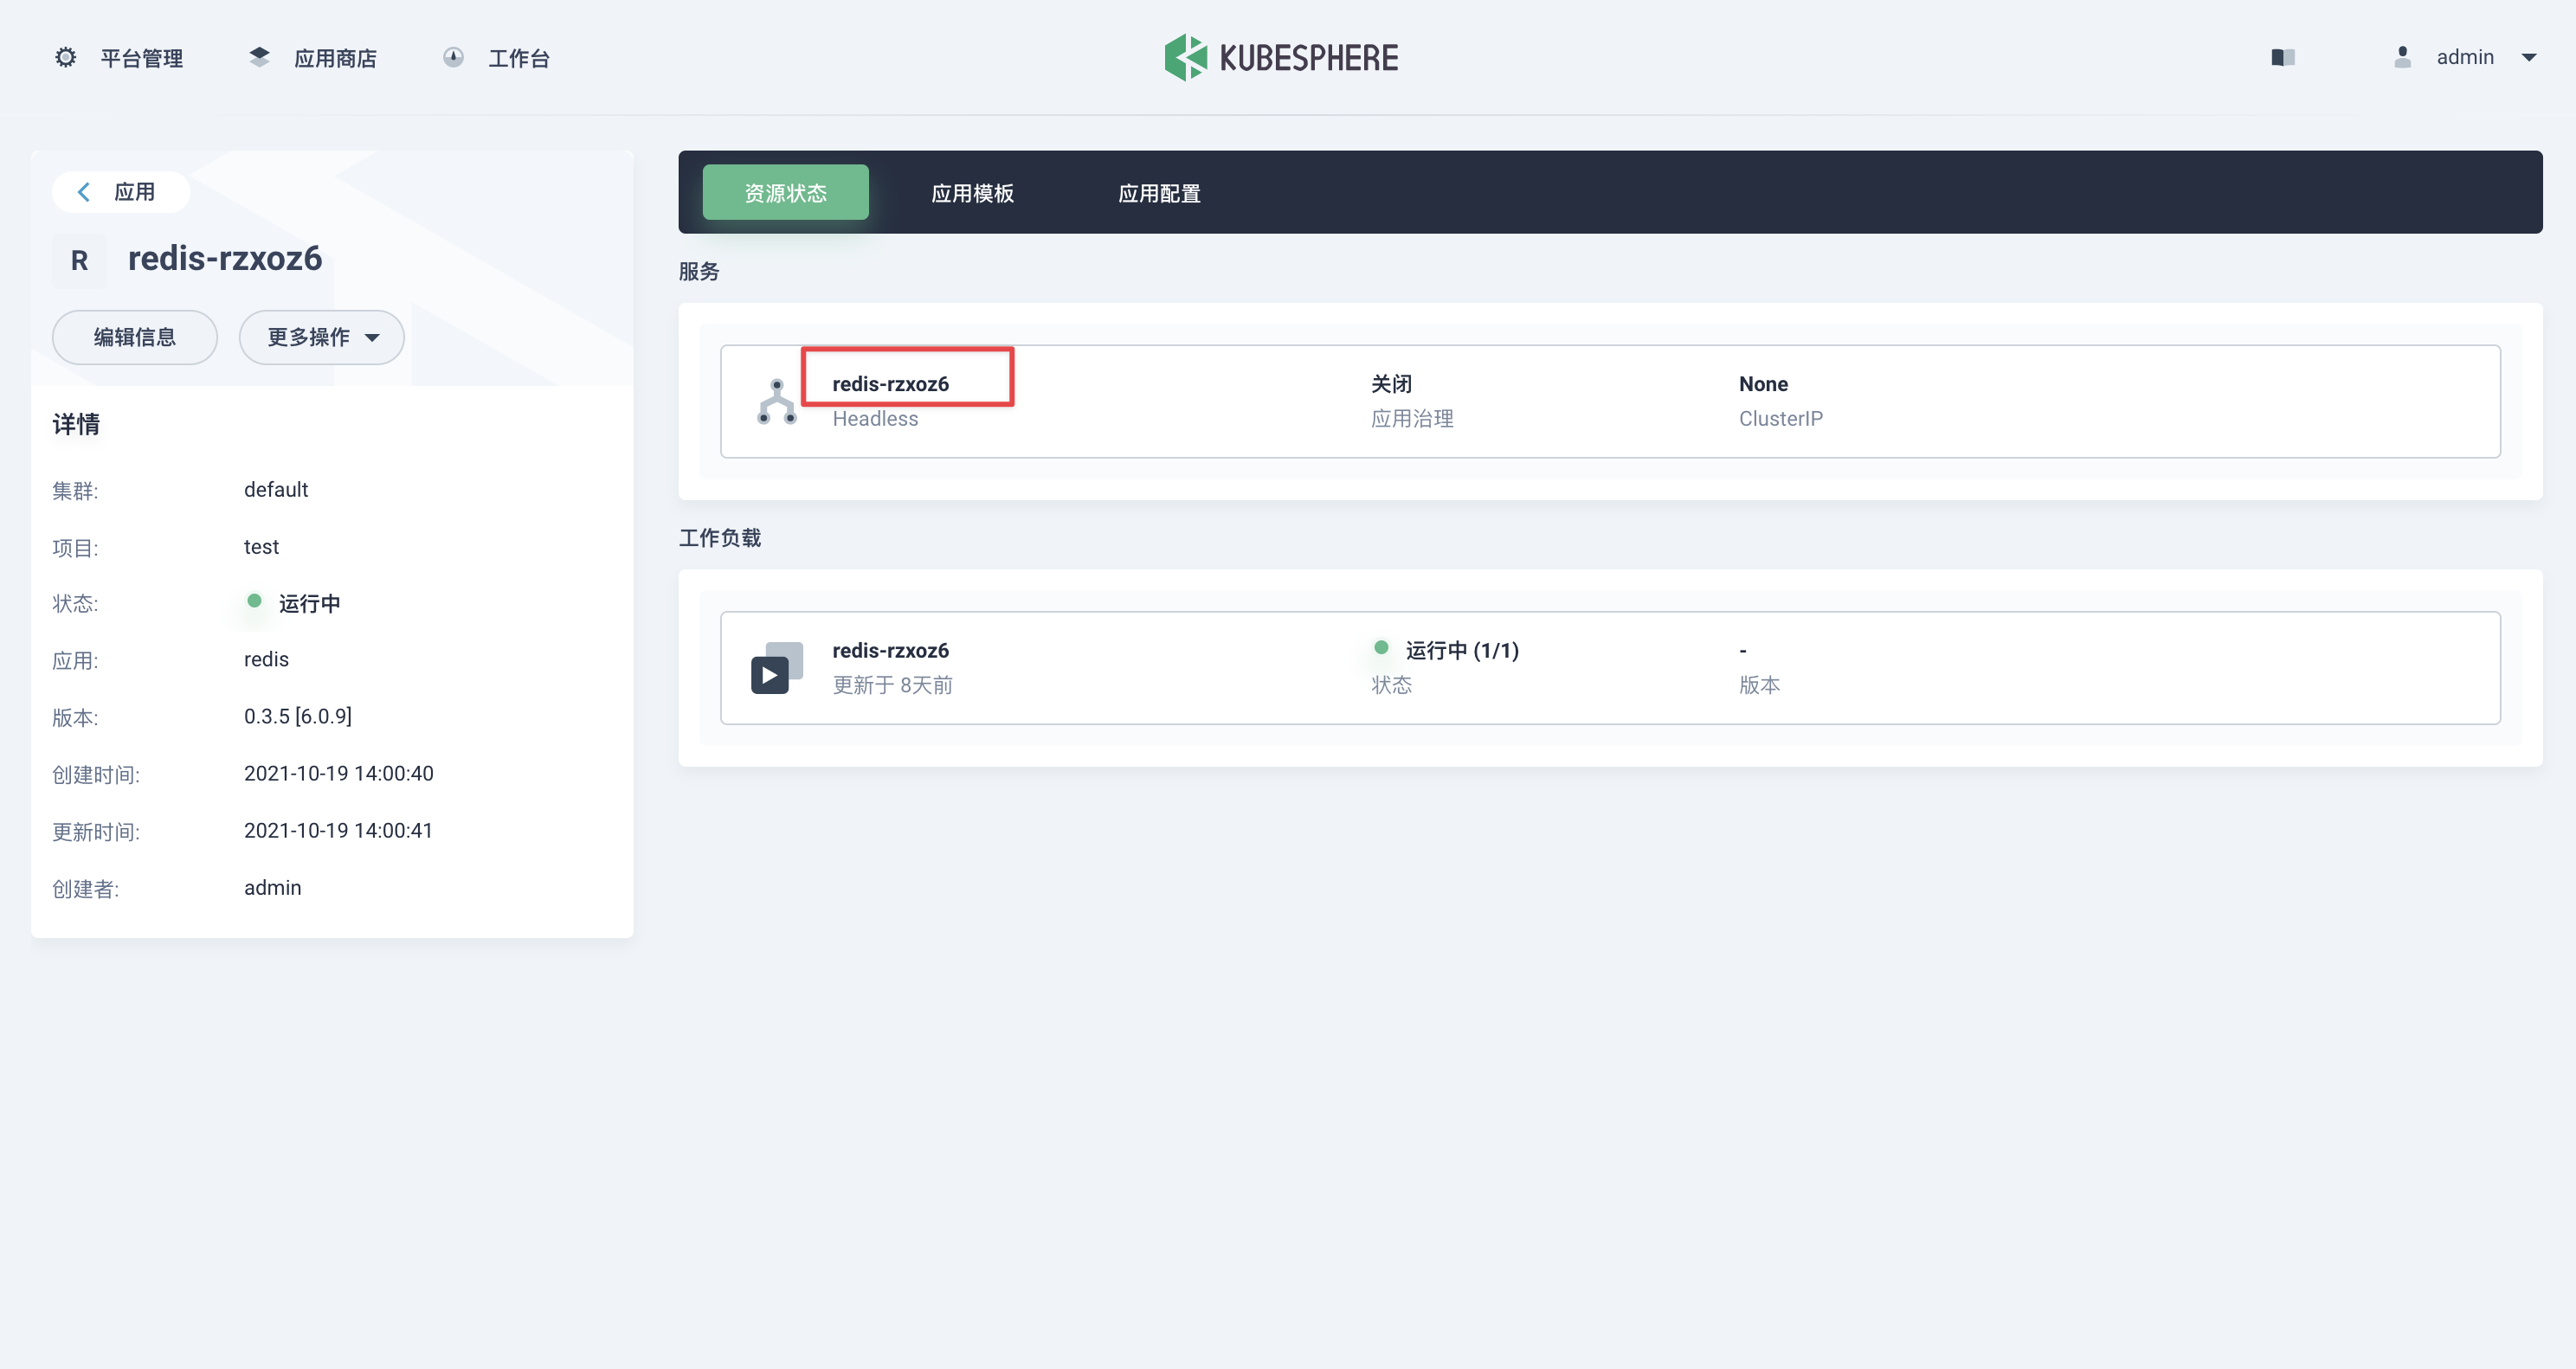 平台管理
应用商店
工作台
KUBESPHERE
admin
应用
R redis-rzxoz6
编辑信息
更多操作
详情
集群: default
项目: test
状态: 运行中
应用: redis
版本: 0.3.5 [6.0.9]
创建时间: 2021-10-19 14:00:40
更新时间: 2021-10-19 14:00:41
创建者: admin
资源状态
应用模板
应用配置
服务
redis-rzxoz6
Headless
关闭
应用治理
None
ClusterIP
工作负载
redis-rzxoz6
更新于 8天前
运行中 (1/1)
状态
-
版本